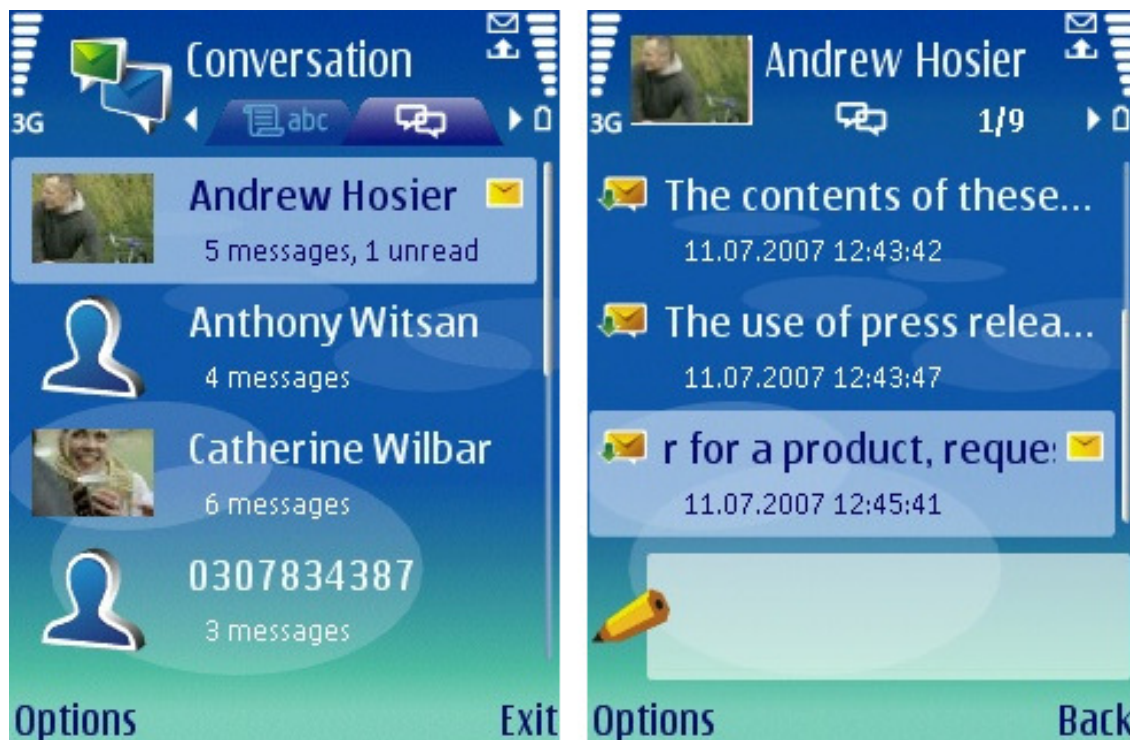 Conversation
3G
abc
Andrew Hosier
5 messages, 1 unread
Anthony Witsan
4 messages
Catherine Wilbar
6 messages
0307834387
3 messages
Options Exit
Andrew Hosier
3G
1/9
The contents of these...
11.07.2007 12:43:42
The use of press relea...
11.07.2007 12:43:47
r for a product, reque
11.07.2007 12:45:41
Options Back